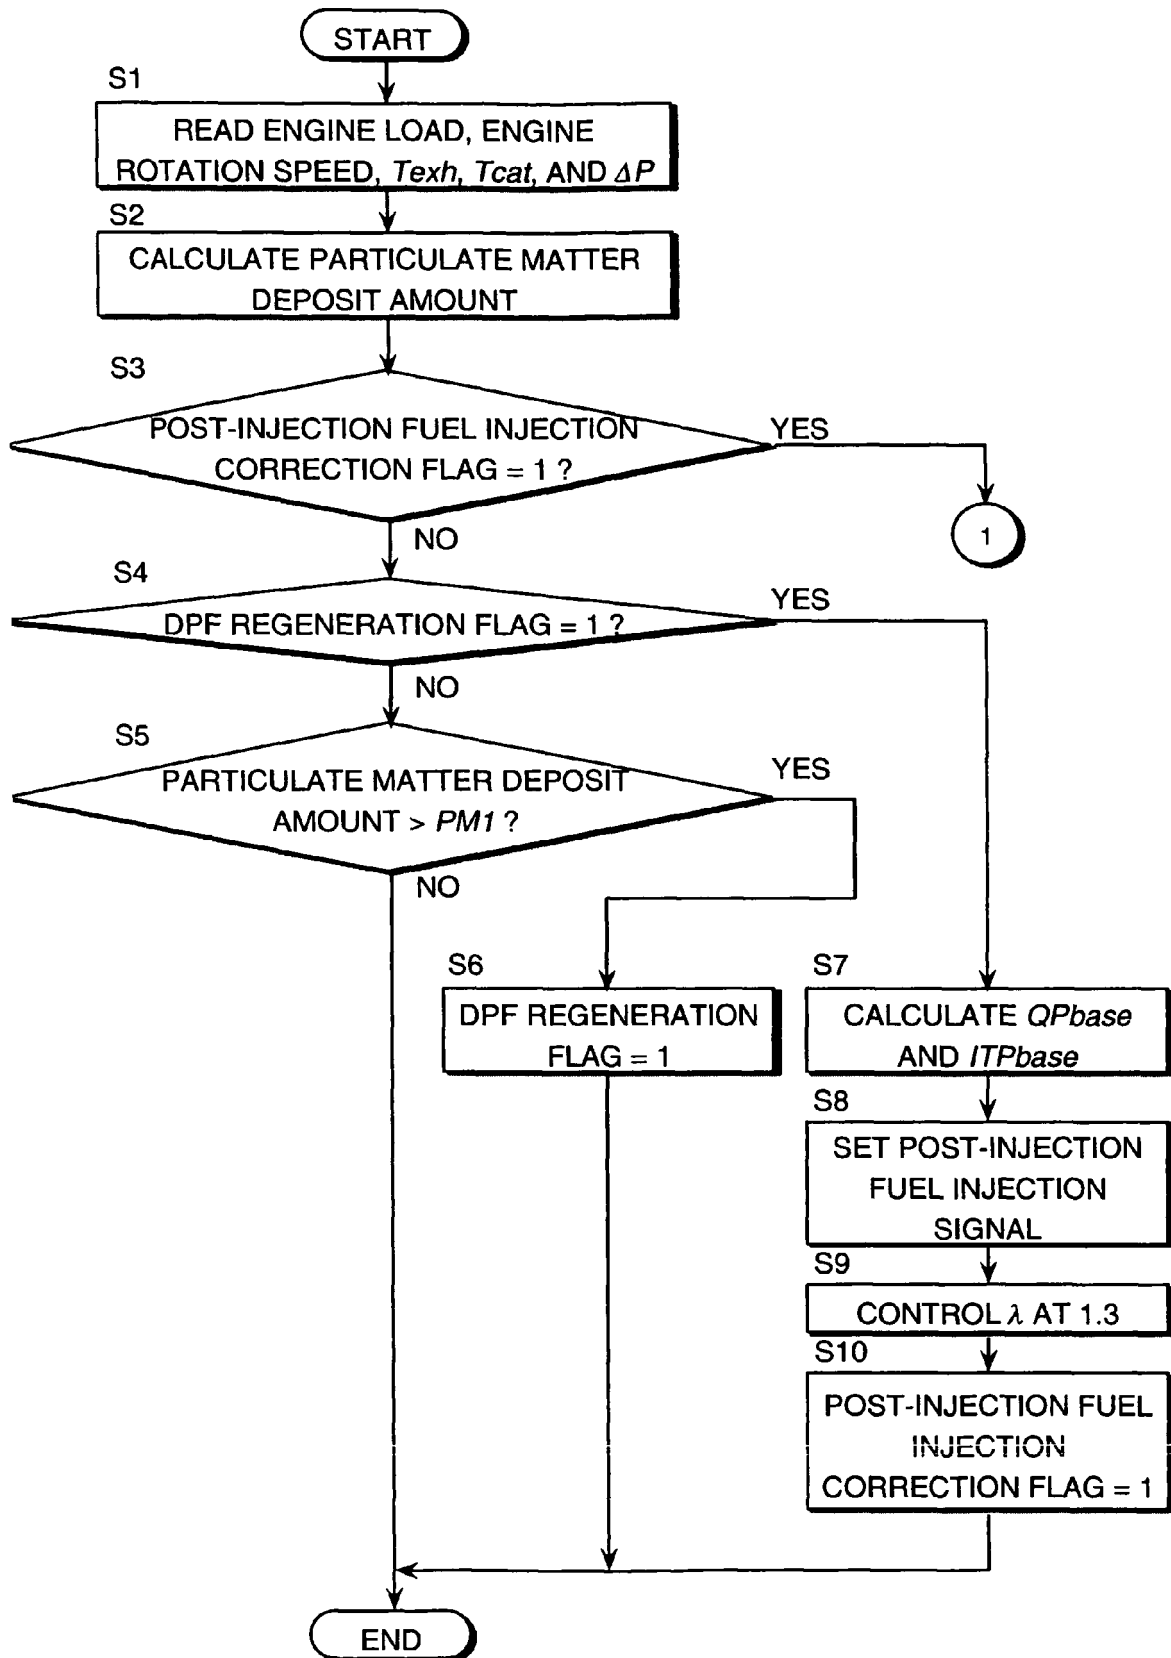 START
S1
READ ENGINE LOAD, ENGINE
ROTATION SPEED, Texh, Tcat, AND ΔP
S2
CALCULATE PARTICULATE MATTER
DEPOSIT AMOUNT
S3
POST-INJECTION FUEL INJECTION
CORRECTION FLAG = 1 ?
YES
1
NO
S4
DPF REGENERATION FLAG = 1 ?
YES
NO
S5
PARTICULATE MATTER DEPOSIT
AMOUNT > PM1 ?
YES
NO
S6
DPF REGENERATION
FLAG = 1
S7
CALCULATE QPbase
AND ITPbase
S8
SET POST-INJECTION
FUEL INJECTION
SIGNAL
S9
CONTROL λ AT 1.3
S10
POST-INJECTION FUEL
INJECTION
CORRECTION FLAG = 1
END